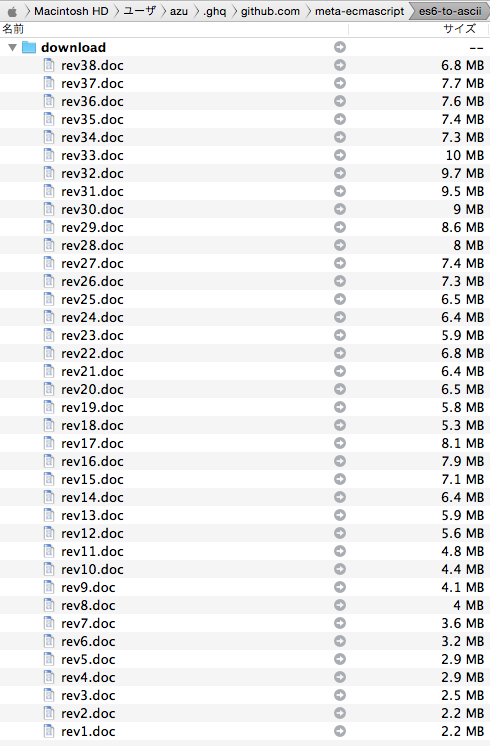 Macintosh HD ユーザ azu .ghq github.com meta-ecmascript es6-to-ascii
名前 サイズ
download --
rev38.doc 6.8 MB
rev37.doc 7.7 MB
rev36.doc 7.6 MB
rev35.doc 7.4 MB
rev34.doc 7.3 MB
rev33.doc 10 MB
rev32.doc 9.7 MB
rev31.doc 9.5 MB
rev30.doc 9 MB
rev29.doc 8.6 MB
rev28.doc 8 MB
rev27.doc 7.4 MB
rev26.doc 7.3 MB
rev25.doc 6.5 MB
rev24.doc 6.4 MB
rev23.doc 5.9 MB
rev22.doc 6.8 MB
rev21.doc 6.4 MB
rev20.doc 6.5 MB
rev19.doc 5.8 MB
rev18.doc 5.3 MB
rev17.doc 8.1 MB
rev16.doc 7.9 MB
rev15.doc 7.1 MB
rev14.doc 6.4 MB
rev13.doc 5.9 MB
rev12.doc 5.6 MB
rev11.doc 4.8 MB
rev10.doc 4.4 MB
rev9.doc 4.1 MB
rev8.doc 4 MB
rev7.doc 3.6 MB
rev6.doc 3.2 MB
rev5.doc 2.9 MB
rev4.doc 2.9 MB
rev3.doc 2.5 MB
rev2.doc 2.2 MB
rev1.doc 2.2 MB